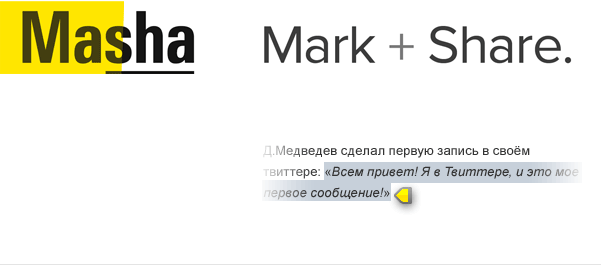 Masha
Mark + Share.
Д.Медведев сделал первую запись в своём
твиттере: «Всем привет! Я в Твиттере, и это мое
первое сообщение!»